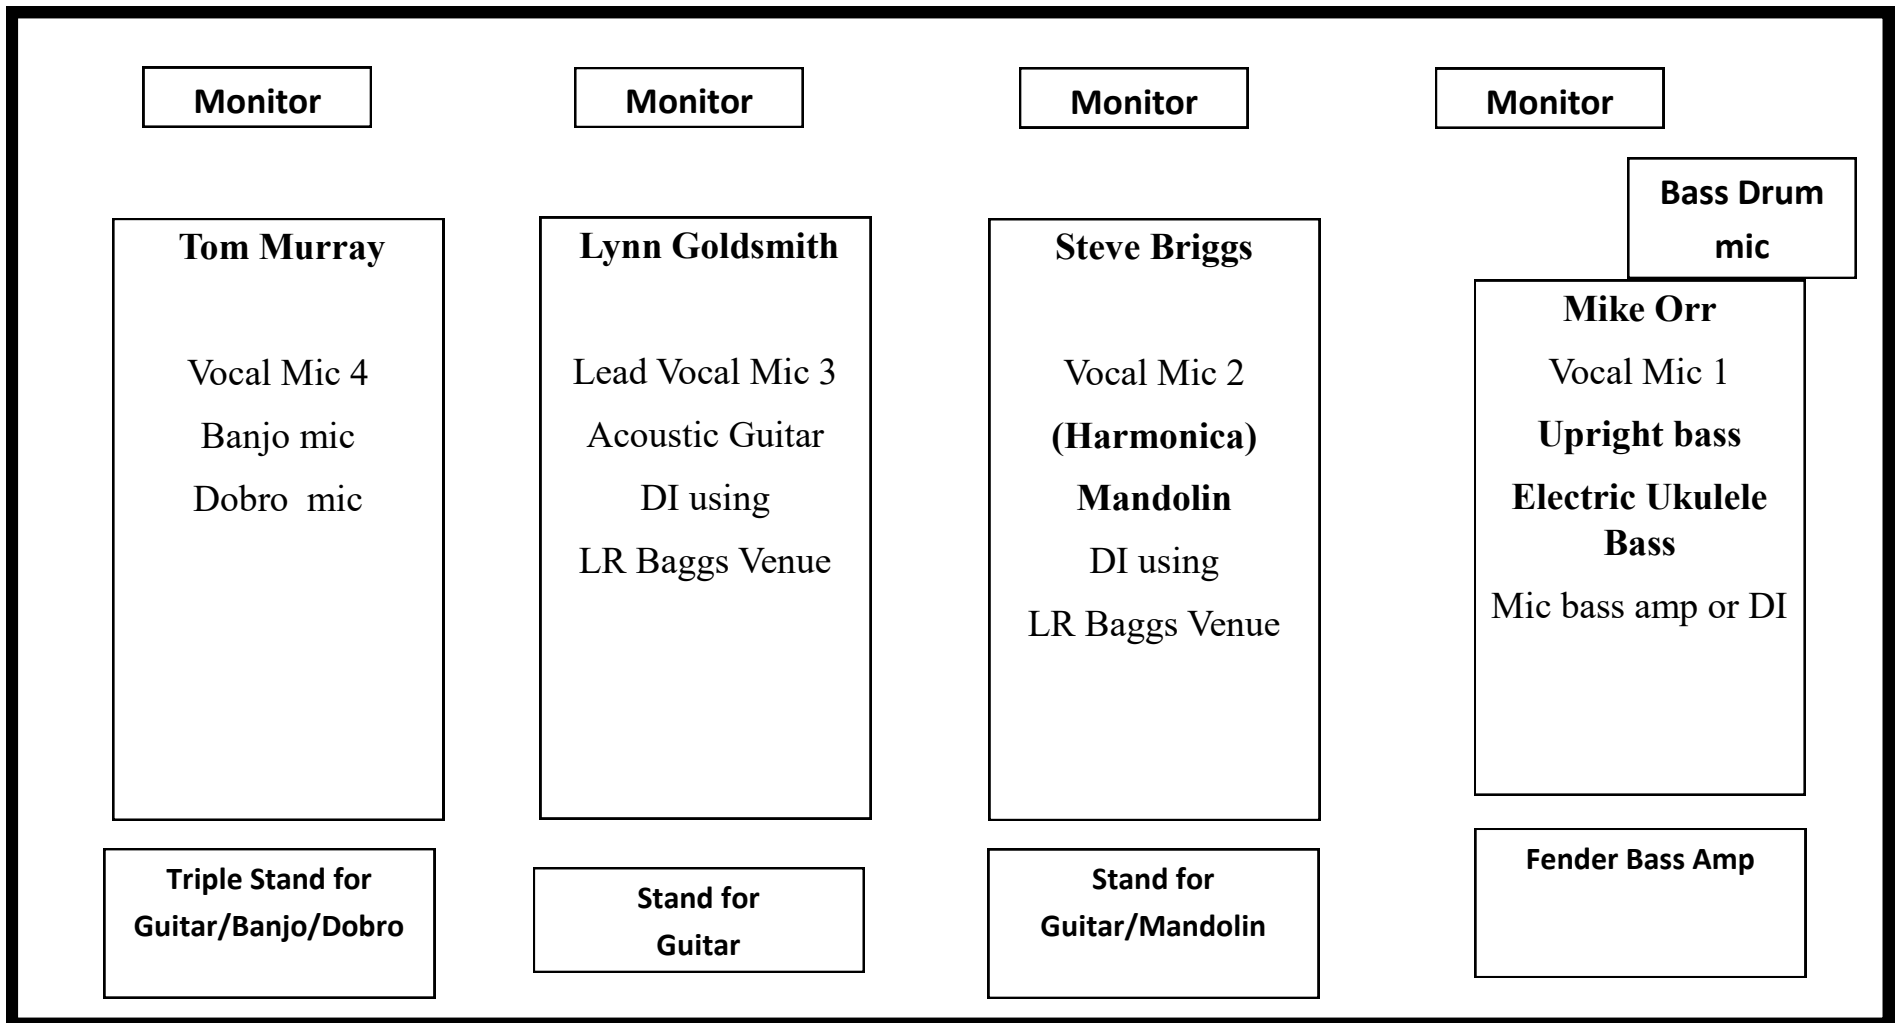 Monitor
Monitor
Monitor
Monitor
Bass Drum
mic
Tom Murray
Vocal Mic 4
Banjo mic
Dobro mic
Lynn Goldsmith
Lead Vocal Mic 3
Acoustic Guitar
DI using
LR Baggs Venue
Steve Briggs
Vocal Mic 2
(Harmonica)
Mandolin
DI using
LR Baggs Venue
Mike Orr
Vocal Mic 1
Upright bass
Electric Ukulele
Bass
Mic bass amp or DI
Triple Stand for
Guitar/Banjo/Dobro
Stand for
Guitar
Stand for
Guitar/Mandolin
Fender Bass Amp